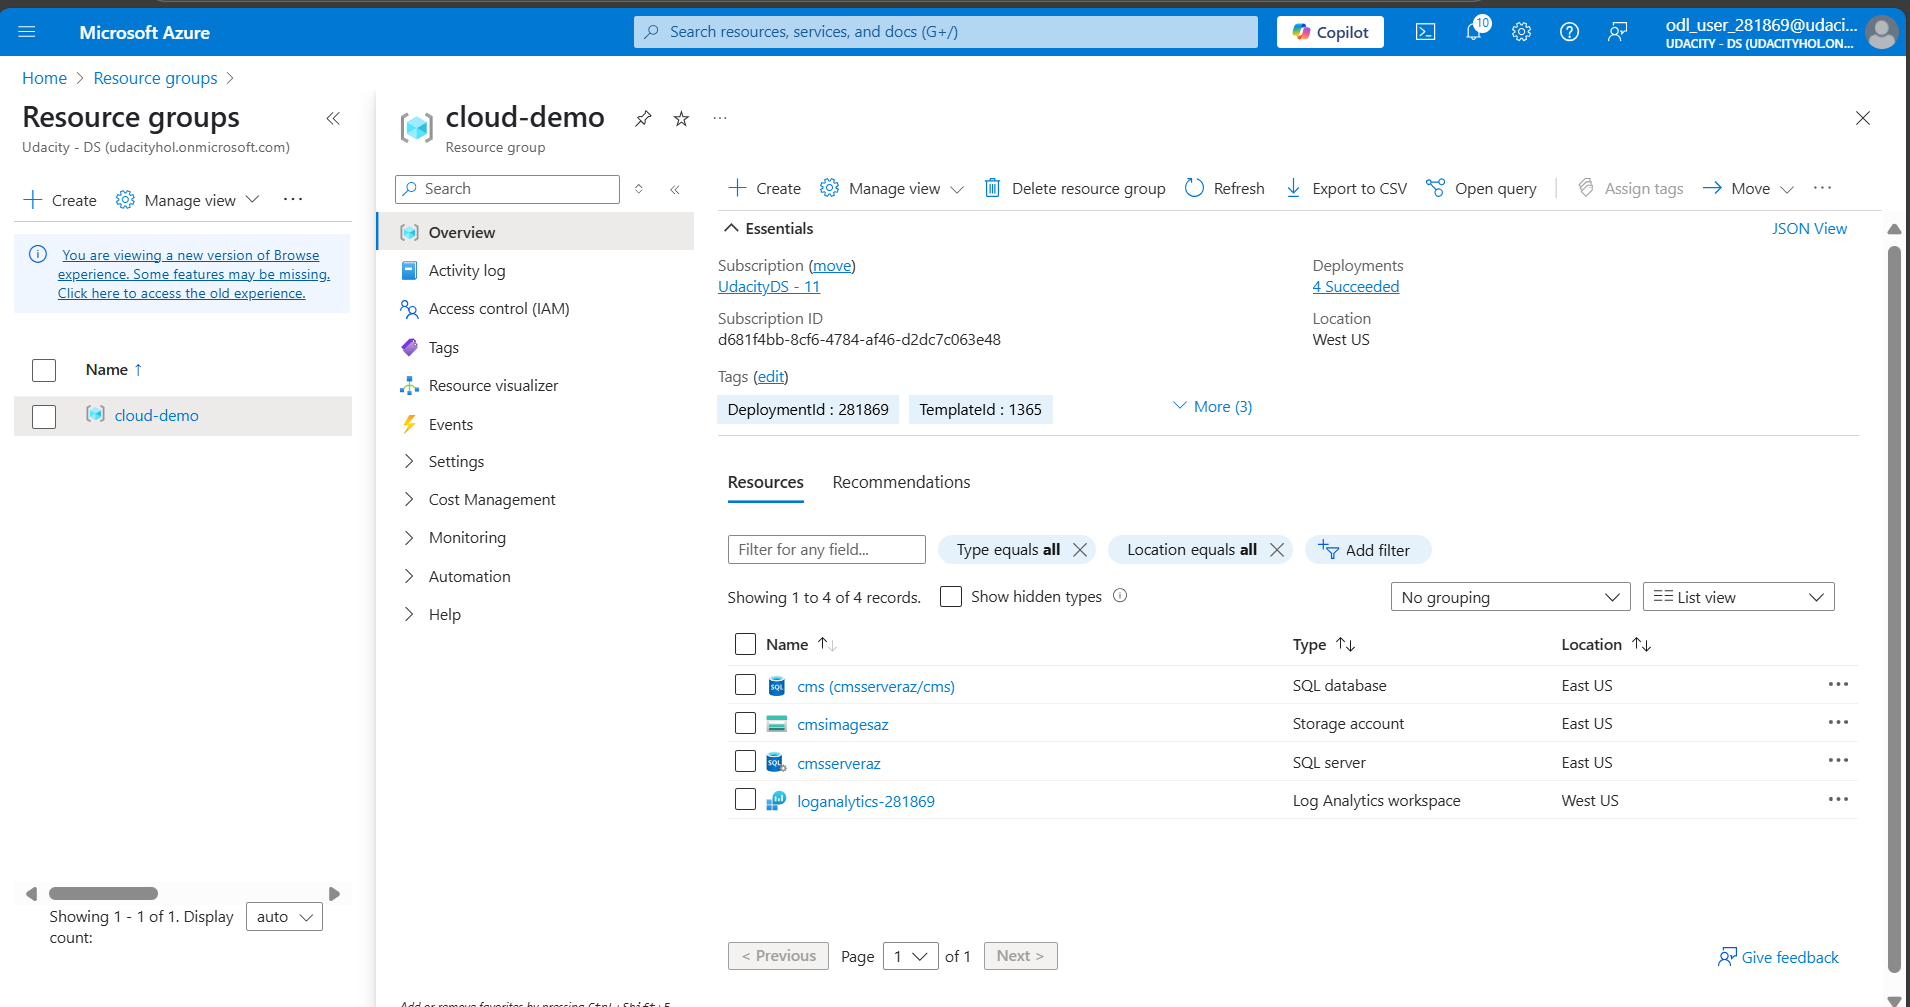 Microsoft Azure
Search resources, services, and docs (G+/)
Copilot
10
odl_user_281869@udaci...
UDACITY - DS (UDACITYHOL.ON...
Home > Resource groups >
Resource groups
Udacity - DS (udacityhol.onmicrosoft.com)
Create
Manage view
You are viewing a new version of Browse
experience. Some features may be missing.
Click here to access the old experience.
Name ↑
cloud-demo
Showing 1 - 1 of 1. Display
count:
auto
cloud-demo
Resource group
Search
Overview
Activity log
Access control (IAM)
Tags
Resource visualizer
Events
Settings
Cost Management
Monitoring
Automation
Help
Add or remove favorites by pressing Ctrl+Shift+F
Create
Manage view
Delete resource group
Refresh
Export to CSV
Open query
Assign tags
Move
Essentials
JSON View
Subscription (move)
UdacityDS - 11
Subscription ID
d681f4bb-8cf6-4784-af46-d2dc7c063e48
Deployments
4 Succeeded
Location
West US
Tags (edit)
DeploymentId : 281869
TemplateId : 1365
More (3)
Resources
Recommendations
Filter for any field...
Type equals all
Location equals all
Add filter
Showing 1 to 4 of 4 records.
Show hidden types
No grouping
List view
Name Type Location
cms (cmsserveraz/cms) SQL database East US
cmsimagesaz Storage account East US
cmsserveraz SQL server East US
loganalytics-281869 Log Analytics workspace West US
< Previous
Page 1 of 1
Next >
Give feedback